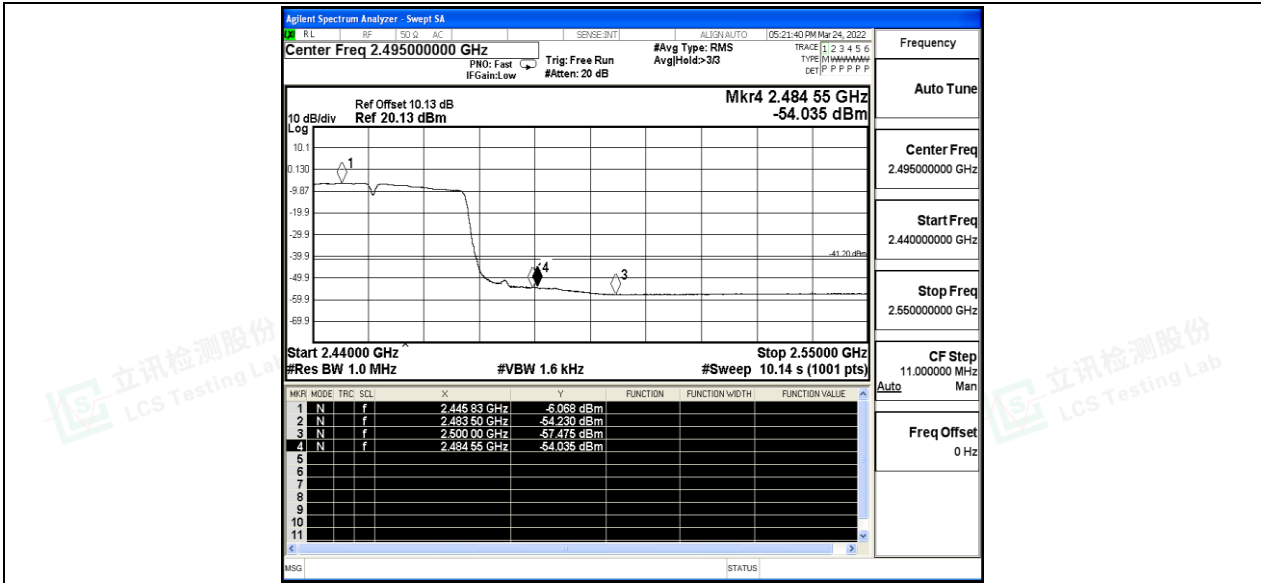 Agilent Spectrum Analyzer - Swept SA
RL RF 50 Ω AC SENSE:INT ALIGNAUTO 05:21:40 PM Mar 24, 2022
Center Freq 2.495000000 GHz
PNO: Fast
IFGain:Low
Trig: Free Run
#Atten: 20 dB
#Avg Type: RMS
Avg|Hold:>3/3
TRACE 1 2 3 4 5 6
TYPE M
DET P P P P P P
Frequency
Auto Tune
Center Freq
2.495000000 GHz
Start Freq
2.440000000 GHz
Stop Freq
2.550000000 GHz
CF Step
11.000000 MHz
Auto Man
Freq Offset
0 Hz
Mkr4 2.484 55 GHz
-54.035 dBm
Ref Offset 10.13 dB
10 dB/div Ref 20.13 dBm
Log
10.1
0.130
-9.87
-19.9
-29.9
-39.9
-49.9
-59.9
-69.9
1
4
3
-41.20 dBm
Start 2.44000 GHz Stop 2.55000 GHz
#Res BW 1.0 MHz #VBW 1.6 kHz #Sweep 10.14 s (1001 pts)
MKR MODE TRC SCL X Y FUNCTION FUNCTION WIDTH FUNCTION VALUE
1 N f 2.445 83 GHz -6.068 dBm
2 N f 2.483 50 GHz -54.230 dBm
3 N f 2.500 00 GHz -57.475 dBm
4 N f 2.484 55 GHz -54.035 dBm
5
6
7
8
9
10
11
MSG STATUS
立讯检测股份
LCS Testing Lab
立讯检测股份
LCS Testing Lab